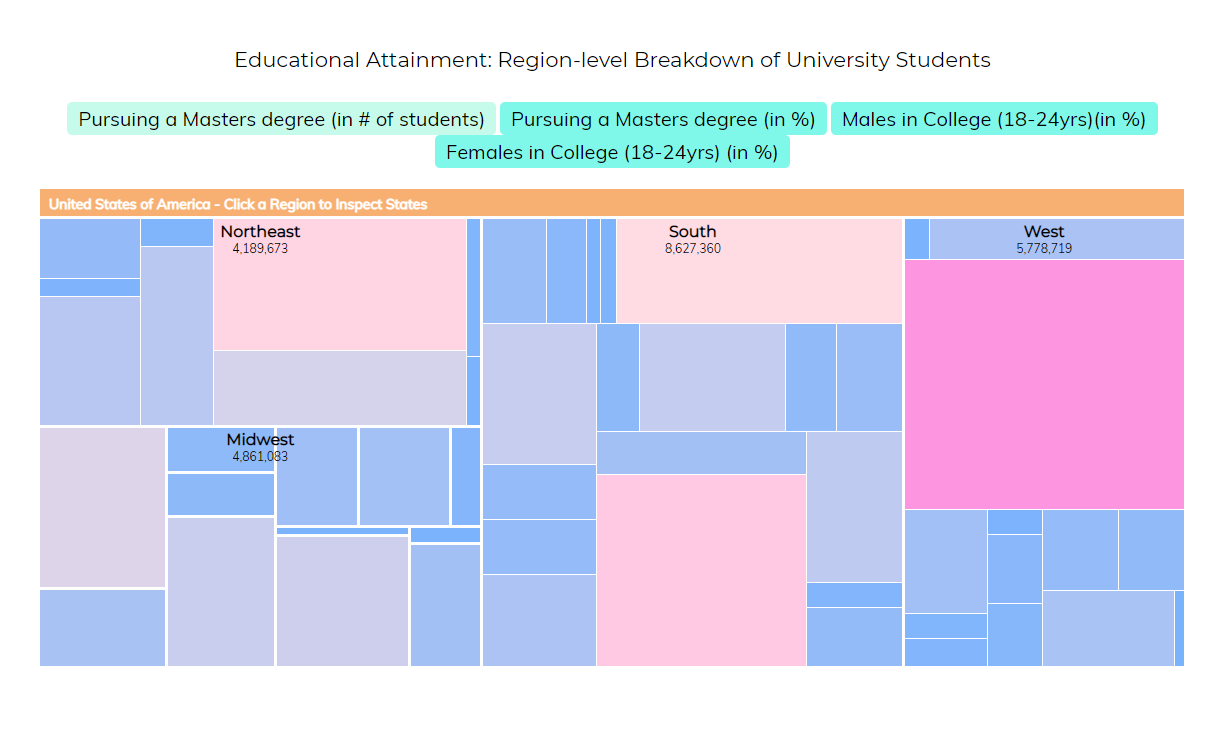 Educational Attainment: Region-level Breakdown of University Students
Pursuing a Masters degree (in # of students)
Pursuing a Masters degree (in %)
Males in College (18-24yrs)(in %)
Females in College (18-24yrs) (in %)
United States of America - Click a Region to Inspect States
Northeast
4,189,673
South
8,627,360
West
5,778,719
Midwest
4,861,083